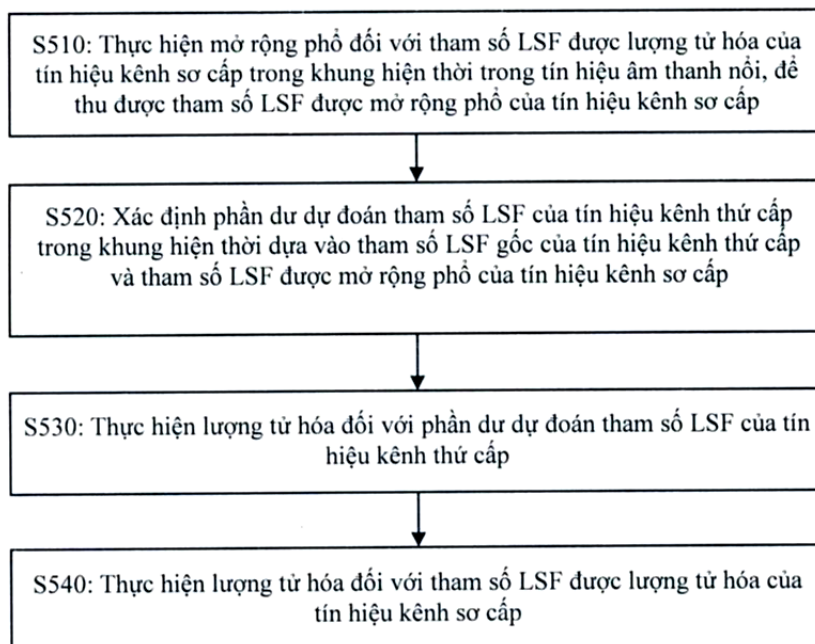 S510: Thực hiện mở rộng phổ đối với tham số LSF được lượng tử hóa của
tín hiệu kênh sơ cấp trong khung hiện thời trong tín hiệu âm thanh nổi, để
thu được tham số LSF được mở rộng phổ của tín hiệu kênh sơ cấp
S520: Xác định phần dư dự đoán tham số LSF của tín hiệu kênh thứ cấp
trong khung hiện thời dựa vào tham số LSF gốc của tín hiệu kênh thứ cấp
và tham số LSF được mở rộng phổ của tín hiệu kênh sơ cấp
S530: Thực hiện lượng tử hóa đối với phần dư dự đoán tham số LSF của tín
hiệu kênh thứ cấp
S540: Thực hiện lượng tử hóa đối với tham số LSF được lượng tử hóa của
tín hiệu kênh sơ cấp